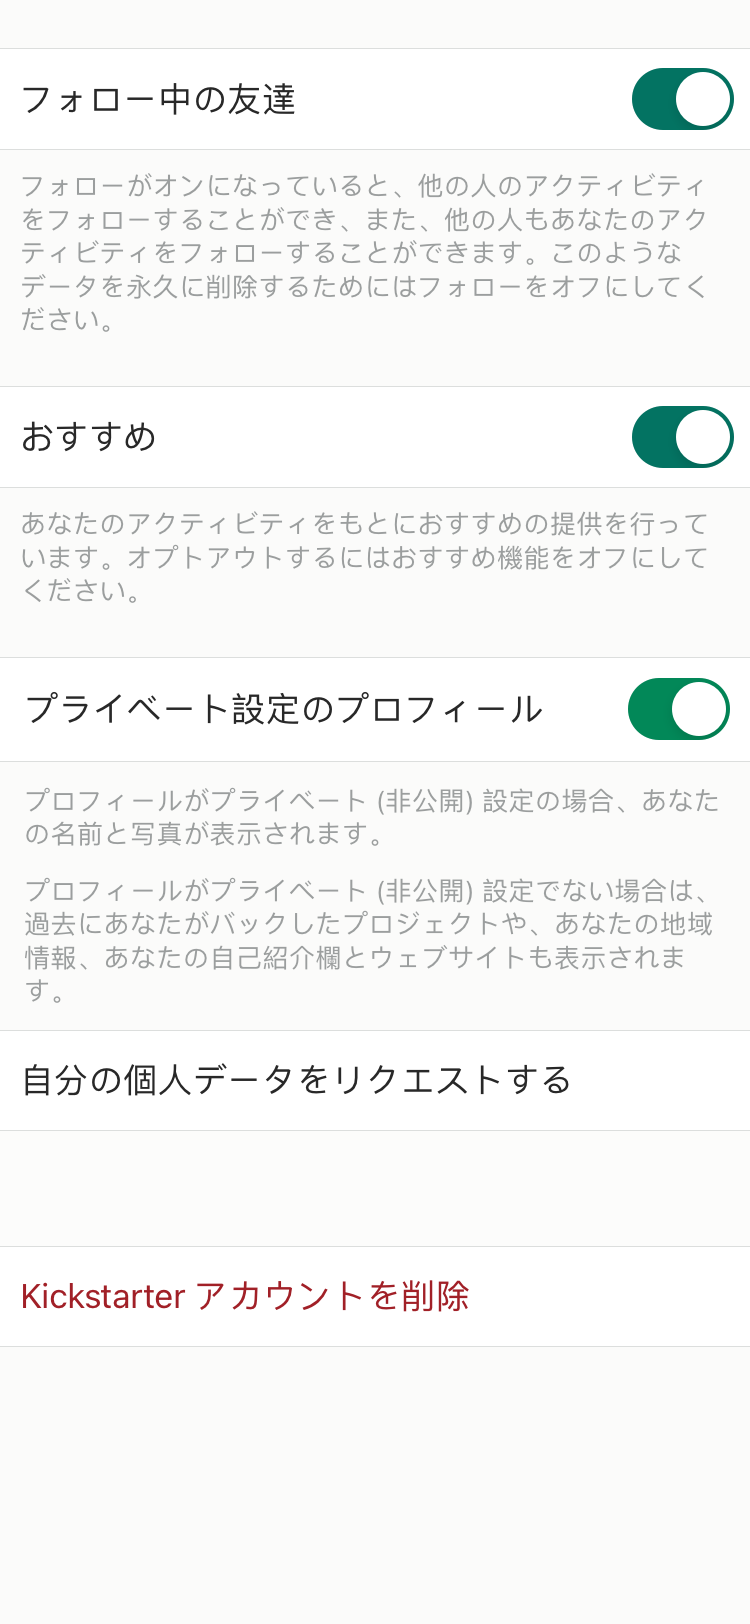 フォロー中の友達
フォローがオンになっていると、他の人のアクティビティ
をフォローすることができ、また、他の人もあなたのアク
ティビティをフォローすることができます。このような
データを永久に削除するためにはフォローをオフにしてく
ださい。
おすすめ
あなたのアクティビティをもとにおすすめの提供を行って
います。オプトアウトするにはおすすめ機能をオフにして
ください。
プライベート設定のプロフィール
プロフィールがプライベート (非公開) 設定の場合、あなた
の名前と写真が表示されます。
プロフィールがプライベート (非公開) 設定でない場合は、
過去にあなたがバックしたプロジェクトや、あなたの地域
情報、あなたの自己紹介欄とウェブサイトも表示されま
す。
自分の個人データをリクエストする
Kickstarter アカウントを削除